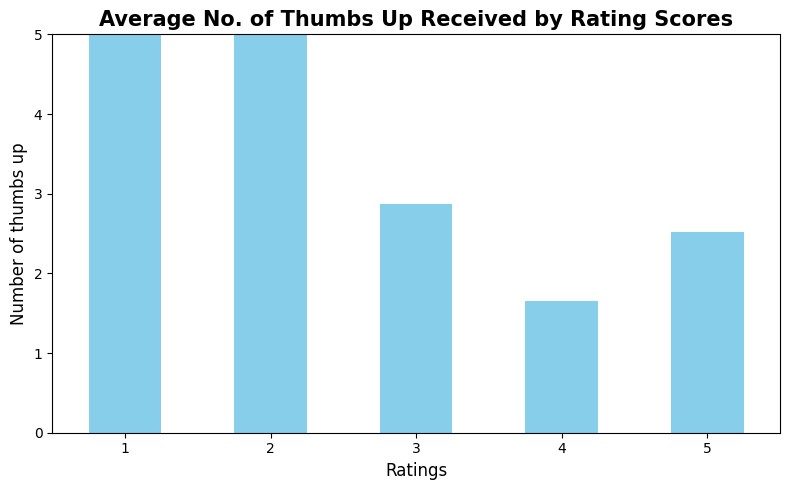 Average No. of Thumbs Up Received by Rating Scores
5
4
3
2
1
0
Number of thumbs up
1 2 3 4 5
Ratings